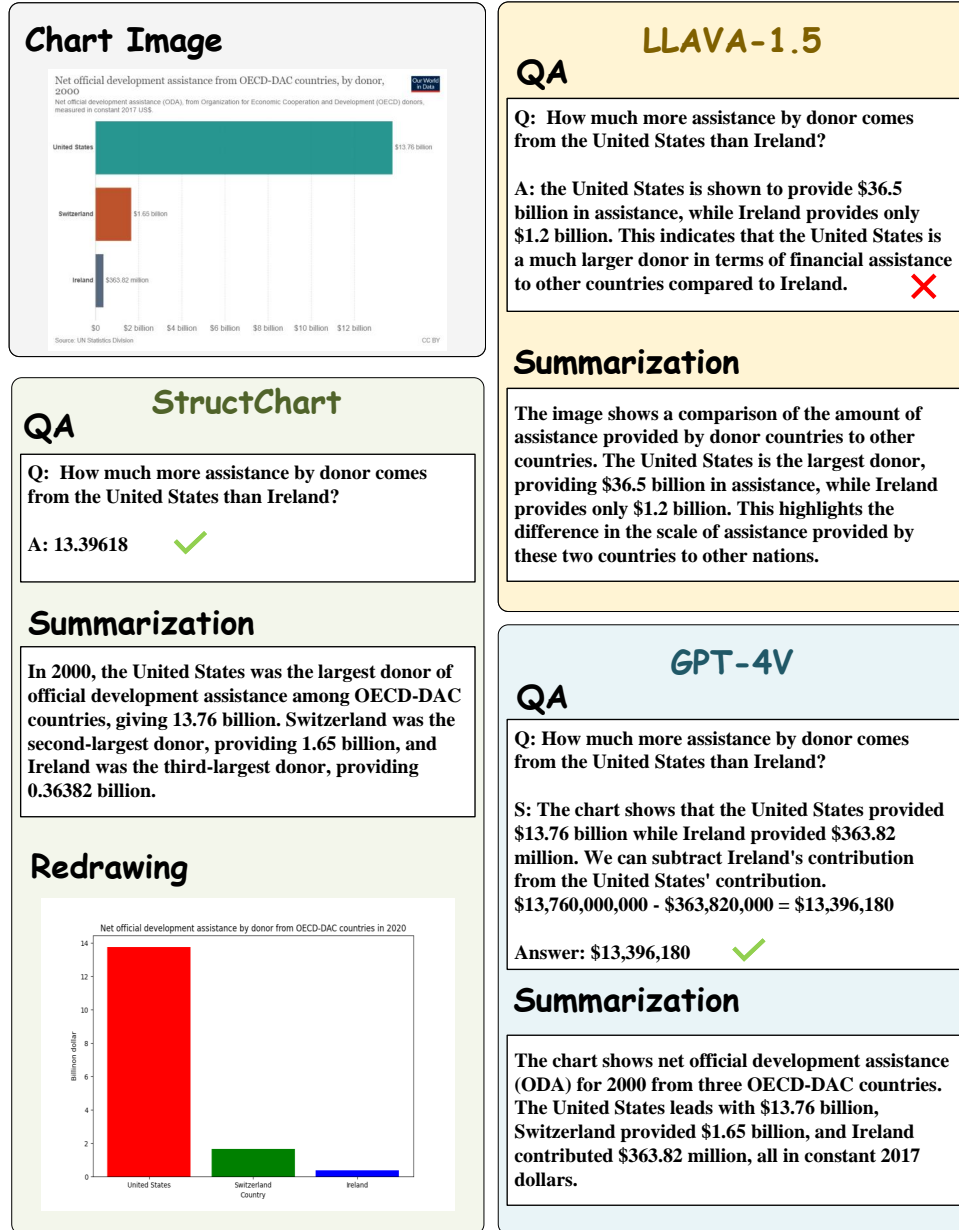 Chart Image
Net official development assistance from OECD-DAC countries, by donor,
2000
Our World
in Data
Net official development assistance (ODA), from Organization for Economic Cooperation and Development (OECD) donors,
measured in constant 2017 US$.
United States
$13.76 billion
Switzerland
$1.65 billion
Ireland
$363.82 million
$0
$2 billion
$4 billion
$6 billion
$8 billion
$10 billion
$12 billion
Source: UN Statistics Division
CC BY
StructChart
QA
Q: How much more assistance by donor comes
from the United States than Ireland?
A: 13.39618
Summarization
In 2000, the United States was the largest donor of
official development assistance among OECD-DAC
countries, giving 13.76 billion. Switzerland was the
second-largest donor, providing 1.65 billion, and
Ireland was the third-largest donor, providing
0.36382 billion.
Redrawing
Net official development assistance by donor from OECD-DAC countries in 2020
14
12
10
8
6
4
2
0
Billinon dollar
United States
Switzerland
Ireland
Country
LLAVA-1.5
QA
Q: How much more assistance by donor comes
from the United States than Ireland?
A: the United States is shown to provide $36.5
billion in assistance, while Ireland provides only
$1.2 billion. This indicates that the United States is
a much larger donor in terms of financial assistance
to other countries compared to Ireland.
Summarization
The image shows a comparison of the amount of
assistance provided by donor countries to other
countries. The United States is the largest donor,
providing $36.5 billion in assistance, while Ireland
provides only $1.2 billion. This highlights the
difference in the scale of assistance provided by
these two countries to other nations.
GPT-4V
QA
Q: How much more assistance by donor comes
from the United States than Ireland?
S: The chart shows that the United States provided
$13.76 billion while Ireland provided $363.82
million. We can subtract Ireland's contribution
from the United States' contribution.
$13,760,000,000 - $363,820,000 = $13,396,180
Answer: $13,396,180
Summarization
The chart shows net official development assistance
(ODA) for 2000 from three OECD-DAC countries.
The United States leads with $13.76 billion,
Switzerland provided $1.65 billion, and Ireland
contributed $363.82 million, all in constant 2017
dollars.